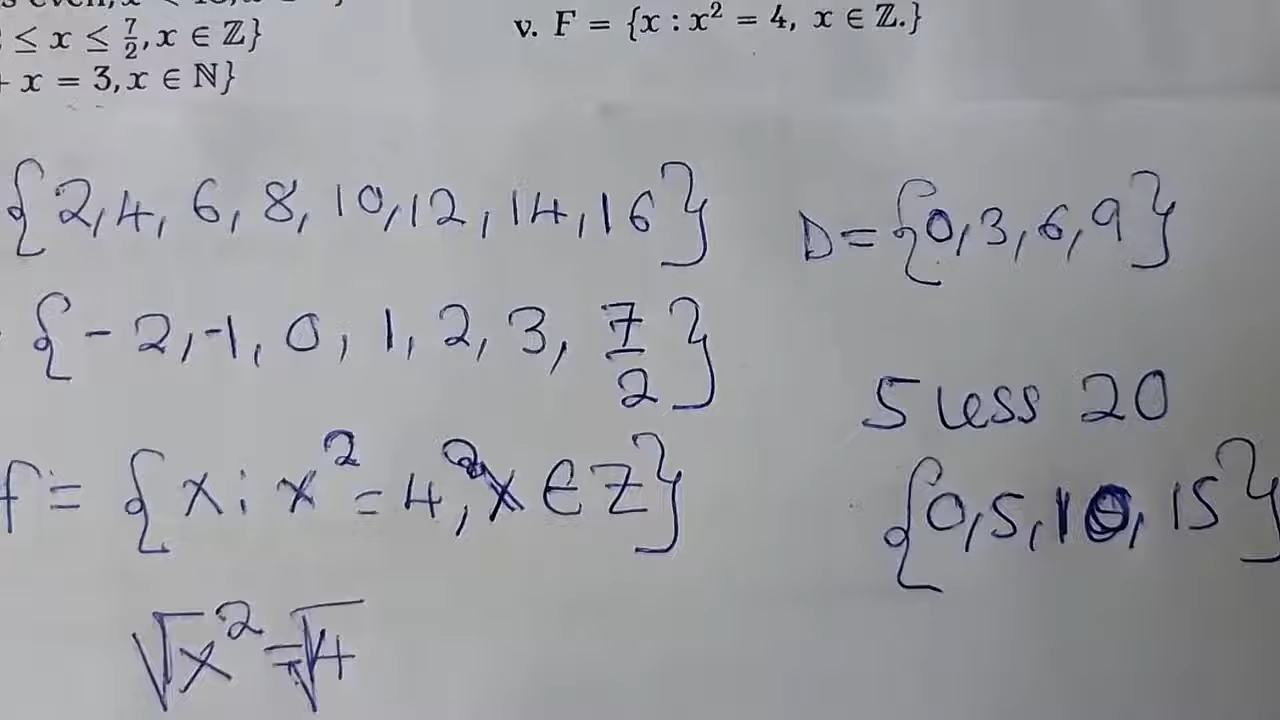 ≤ x ≤ 7/2, x ∈ ℤ}
x = 3, x ∈ ℕ}
v. F = {x : x² = 4, x ∈ ℤ.}
{2, 4, 6, 8, 10, 12, 14, 16}
{-2, -1, 0, 1, 2, 3, 7/2}
f = {x : x² = 4, x ∈ Z}
√x² = √4
D = {0, 3, 6, 9}
5 less 20
{0, 5, 10, 15}